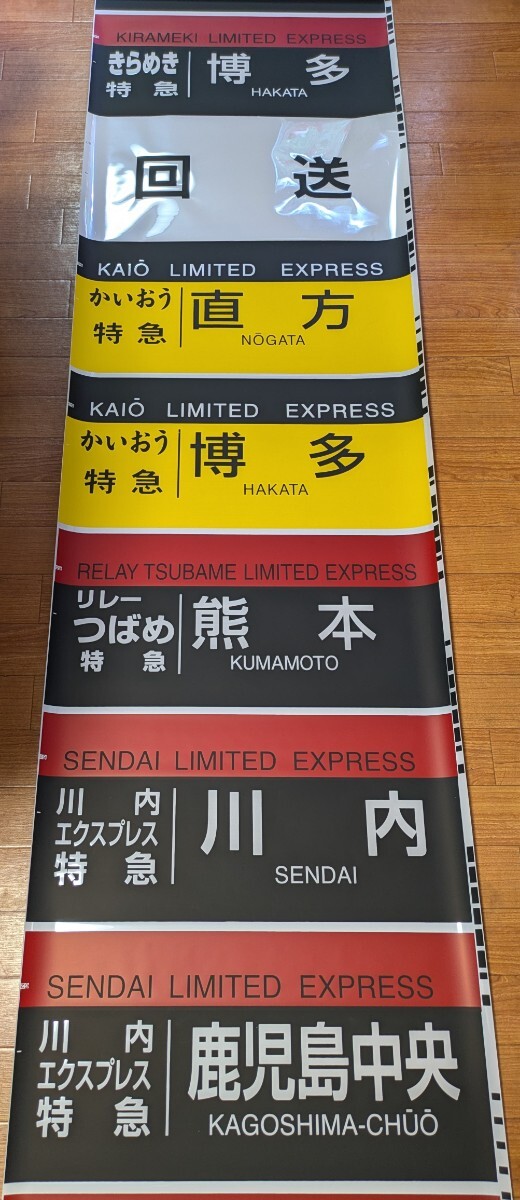 KIRAMEKI LIMITED EXPRESS
きらめき
特急
博多
HAKATA
回送
KAIŌ LIMITED EXPRESS
かいおう
特急
直方
NŌGATA
KAIŌ LIMITED EXPRESS
かいおう
特急
博多
HAKATA
RELAY TSUBAME LIMITED EXPRESS
リレー
つばめ
特急
熊本
KUMAMOTO
SENDAI LIMITED EXPRESS
川内
エクスプレス
特急
川内
SENDAI
SENDAI LIMITED EXPRESS
川内
エクスプレス
特急
鹿児島中央
KAGOSHIMA-CHŪŌ